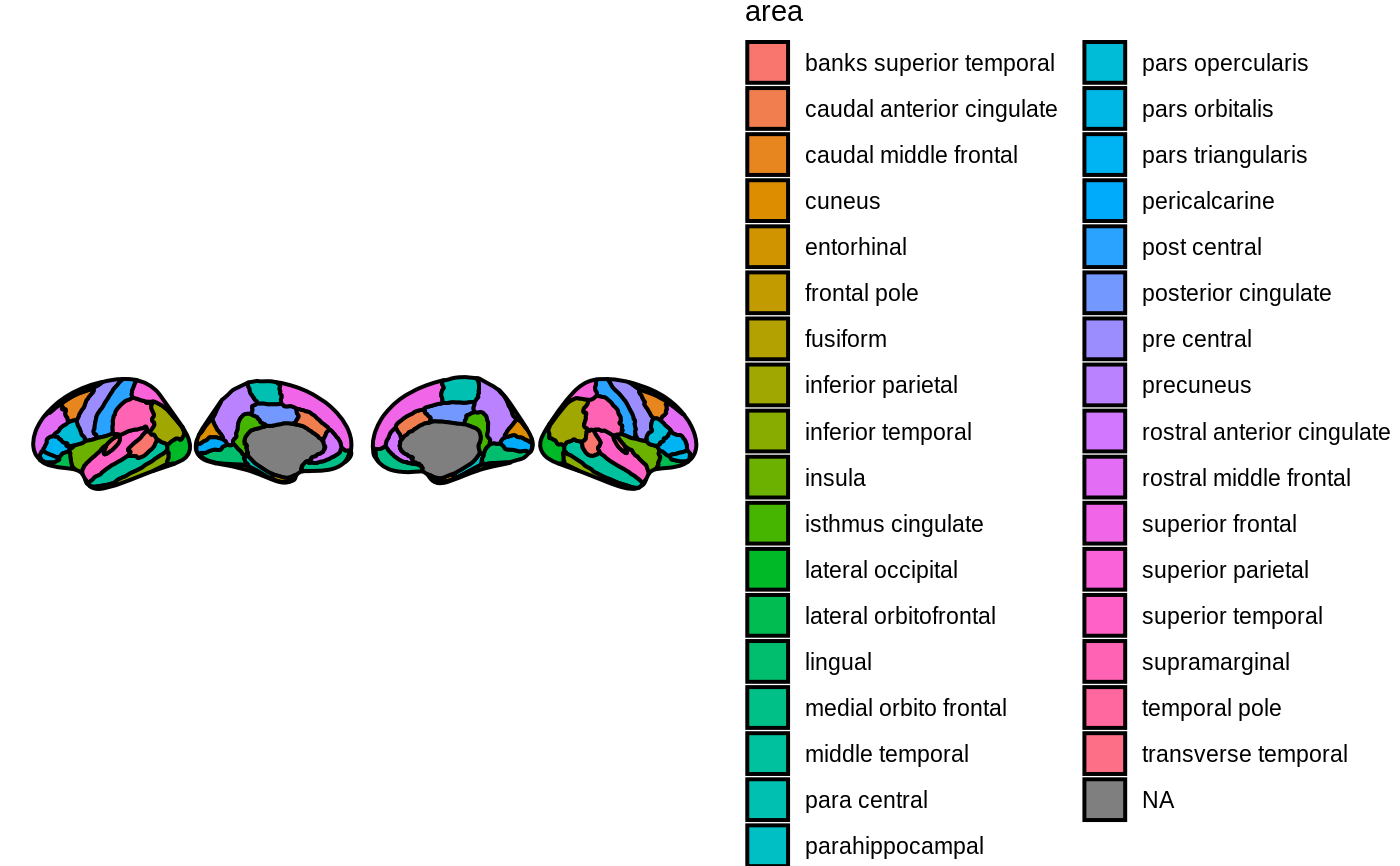 area
banks superior temporal
caudal anterior cingulate
caudal middle frontal
cuneus
entorhinal
frontal pole
fusiform
inferior parietal
inferior temporal
insula
isthmus cingulate
lateral occipital
lateral orbitofrontal
lingual
medial orbito frontal
middle temporal
para central
parahippocampal
pars opercularis
pars orbitalis
pars triangularis
pericalcarine
post central
posterior cingulate
pre central
precuneus
rostral anterior cingulate
rostral middle frontal
superior frontal
superior parietal
superior temporal
supramarginal
temporal pole
transverse temporal
NA